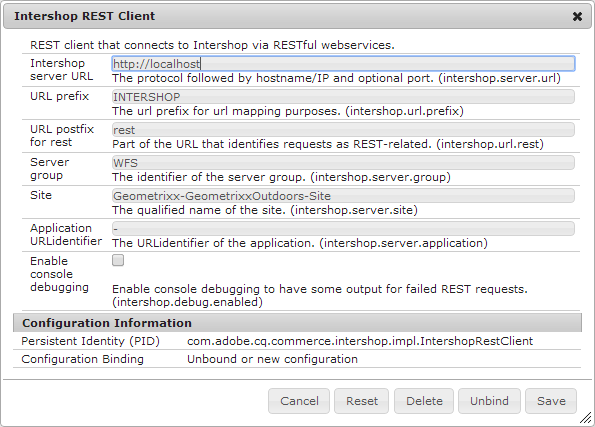 Intershop REST Client
REST client that connects to Intershop via RESTful webservices.
Intershop server URL
http://localhost
The protocol followed by hostname/IP and optional port. (intershop.server.url)
URL prefix
INTERSHOP
The url prefix for url mapping purposes. (intershop.url.prefix)
URL postfix for rest
rest
Part of the URL that identifies requests as REST-related. (intershop.url.rest)
Server group
WFS
The identifier of the server group. (intershop.server.group)
Site
Geometrixx-GeometrixxOutdoors-Site
The qualified name of the site. (intershop.server.site)
Application URLidentifier
-
The URLidentifier of the application. (intershop.server.application)
Enable console debugging
Enable console debugging to have some output for failed REST requests.
(intershop.debug.enabled)
Configuration Information
Persistent Identity (PID) com.adobe.cq.commerce.intershop.impl.IntershopRestClient
Configuration Binding Unbound or new configuration
Cancel Reset Delete Unbind Save